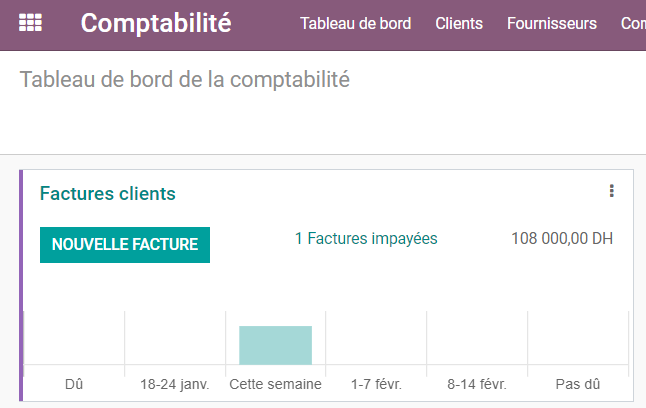 Comptabilité Tableau de bord Clients Fournisseurs
Tableau de bord de la comptabilité
Factures clients
NOUVELLE FACTURE 1 Factures impayées 108 000,00 DH
Dû 18-24 janv. Cette semaine 1-7 févr. 8-14 févr. Pas dû